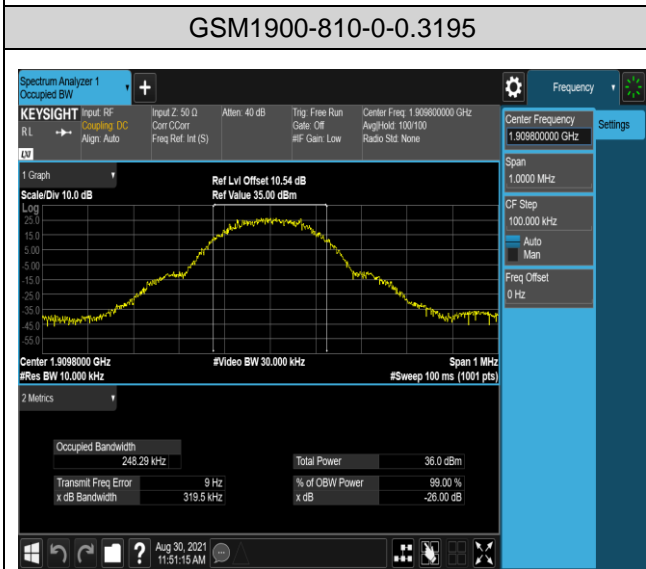 GSM1900-810-0-0.3195
Spectrum Analyzer 1
Occupied BW
+
Frequency
KEYSIGHT
RL
LXI
Input: RF
Coupling: DC
Align: Auto
Input Z: 50 Ω
Corr CCorr
Freq Ref: Int (S)
Atten: 40 dB
Trig: Free Run
Gate: Off
#IF Gain: Low
Center Freq: 1.909800000 GHz
Avg|Hold: 100/100
Radio Std: None
Center Frequency
1.909800000 GHz
Settings
Span
1.0000 MHz
CF Step
100.000 kHz
Auto
Man
Freq Offset
0 Hz
1 Graph
Scale/Div 10.0 dB
Ref Lvl Offset 10.54 dB
Ref Value 35.00 dBm
Log
25.0
15.0
5.00
-5.00
-15.0
-25.0
-35.0
-45.0
-55.0
Center 1.9098000 GHz
#Video BW 30.000 kHz
Span 1 MHz
#Res BW 10.000 kHz
#Sweep 100 ms (1001 pts)
2 Metrics
Occupied Bandwidth
248.29 kHz
Total Power 36.0 dBm
Transmit Freq Error 9 Hz
% of OBW Power 99.00 %
x dB Bandwidth 319.5 kHz
x dB -26.00 dB
?
Aug 30, 2021
11:51:15 AM